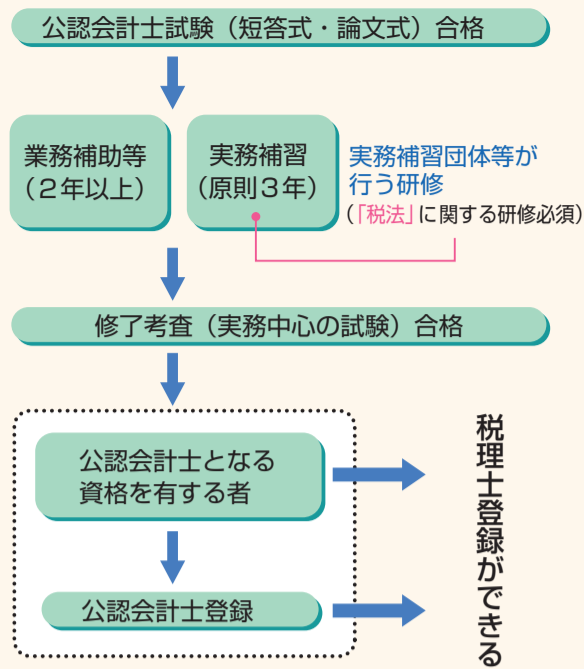 公認会計士試験（短答式・論文式）合格
業務補助等
（２年以上）
実務補習
（原則３年）
実務補習団体等が
行う研修
（「税法」に関する研修必須）
修了考査（実務中心の試験）合格
公認会計士となる
資格を有する者
公認会計士登録
税理士登録ができる